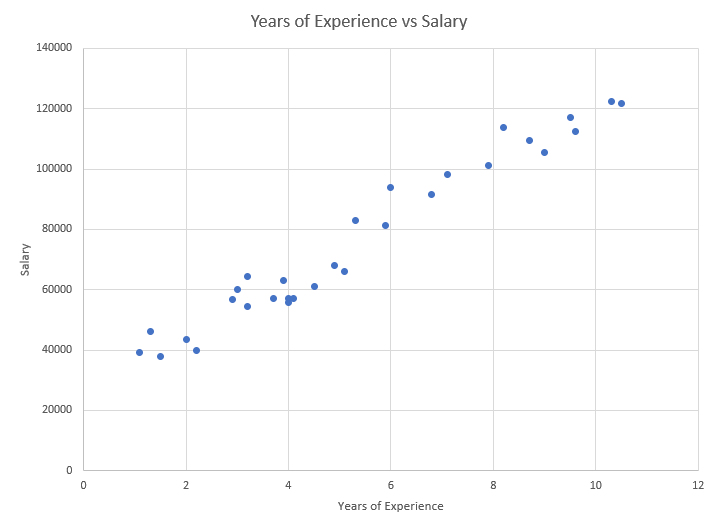 Years of Experience vs Salary
140000
120000
100000
80000
60000
40000
20000
0
Salary
0 2 4 6 8 10 12
Years of Experience